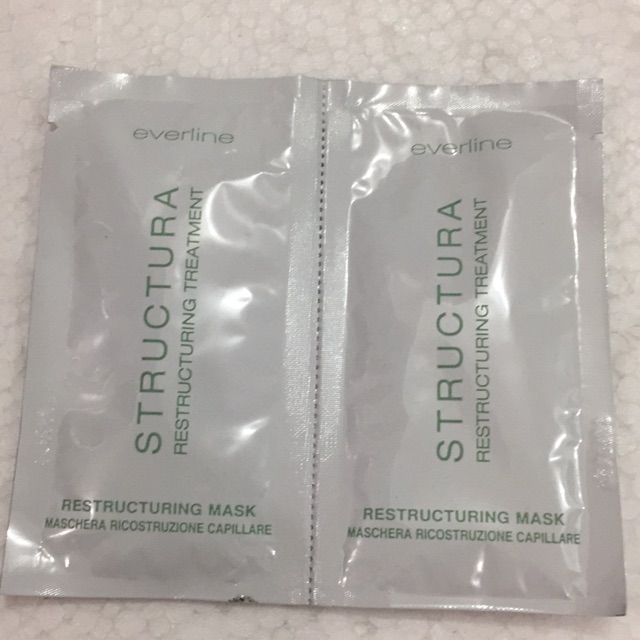 everline
STRUCTURA
RESTRUCTURING TREATMENT
RESTRUCTURING MASK
MASCHERA RICOSTRUZIONE CAPILLARE
everline
STRUCTURA
RESTRUCTURING TREATMENT
RESTRUCTURING MASK
MASCHERA RICOSTRUZIONE CAPILLARE